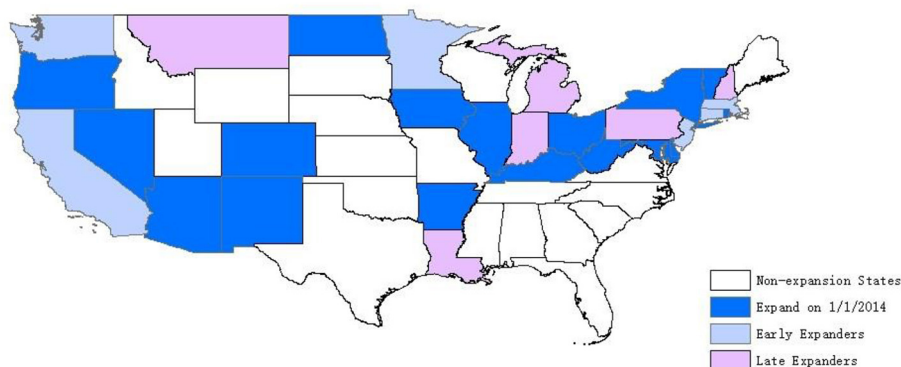 Non-expansion States
Expand on 1/1/2014
Early Expanders
Late Expanders